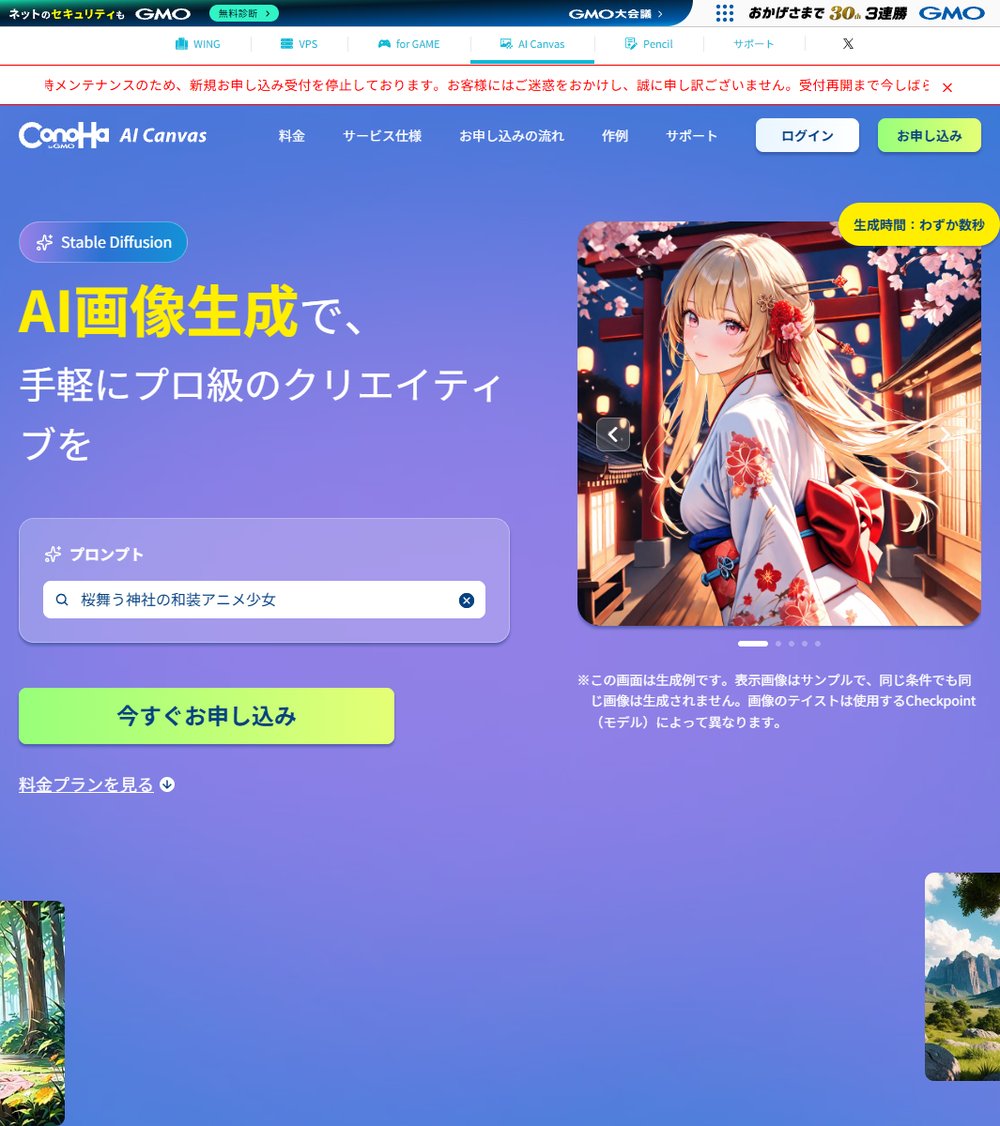 ネットのセキュリティも GMO 無料診断 GMO大会議 おかげさまで 30th 3連勝 GMO
WING VPS for GAME AI Canvas Pencil サポート X
メンテナンスのため、新規お申し込み受付を停止しております。お客様にはご迷惑をおかけし、誠に申し訳ございません。受付再開まで今しばら
ConoHa by GMO AI Canvas 料金 サービス仕様 お申し込みの流れ 作例 サポート ログイン お申し込み
生成時間：わずか数秒
Stable Diffusion
AI画像生成で、
手軽にプロ級のクリエイティ
ブを
プロンプト
桜舞う神社の和装アニメ少女
今すぐお申し込み
料金プランを見る
※この画面は生成例です。表示画像はサンプルで、同じ条件でも同
じ画像は生成されません。画像のテイストは使用するCheckpoint
（モデル）によって異なります。